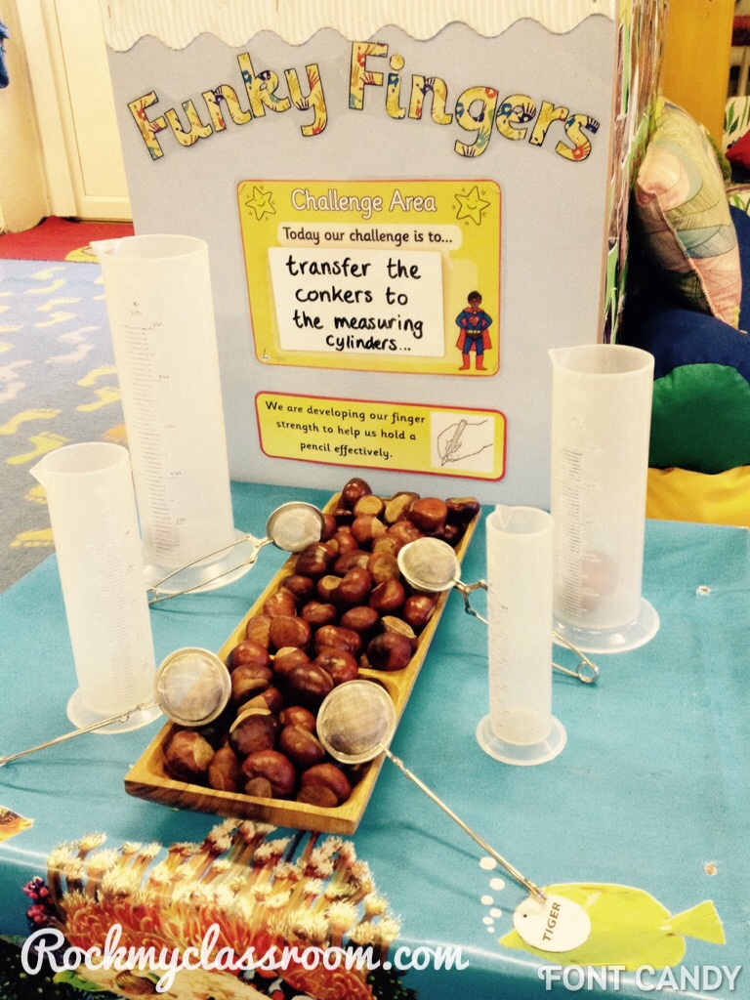 Funky Fingers
Challenge Area
Today our challenge is to...
transfer the
conkers to
the measuring
cylinders...
We are developing our finger
strength to help us hold a
pencil effectively.
TIGER
Rockmyclassroom.com
FONT CANDY